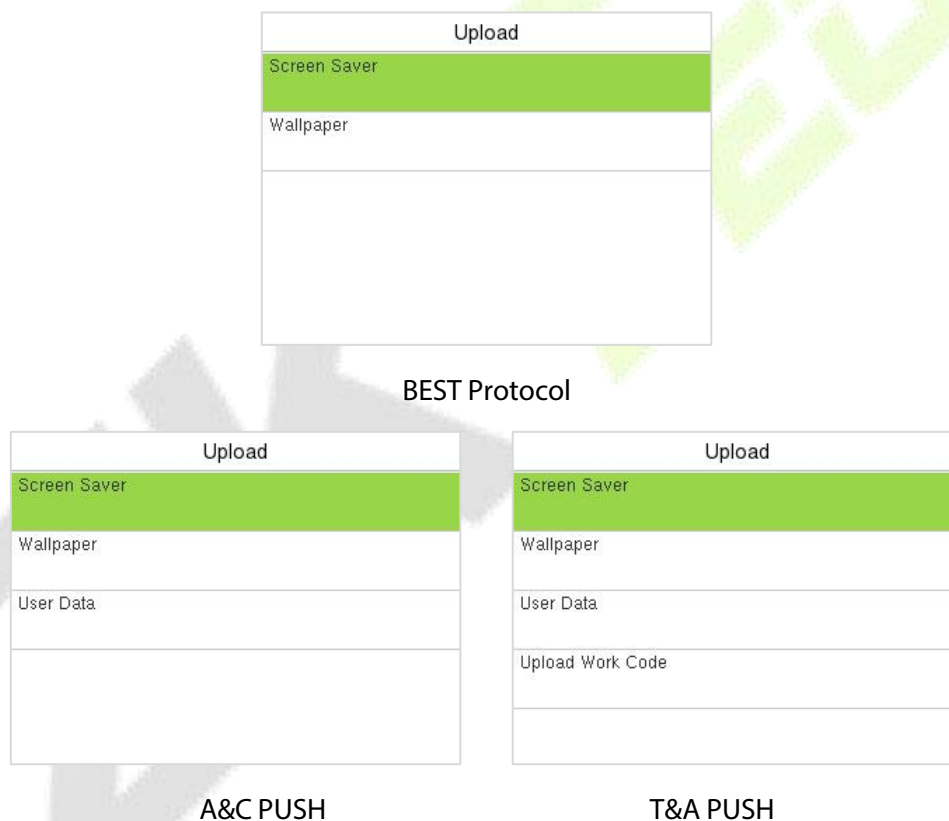 Upload
Screen Saver
Wallpaper
BEST Protocol
Upload
Screen Saver
Wallpaper
User Data
A&C PUSH
Upload
Screen Saver
Wallpaper
User Data
Upload Work Code
T&A PUSH